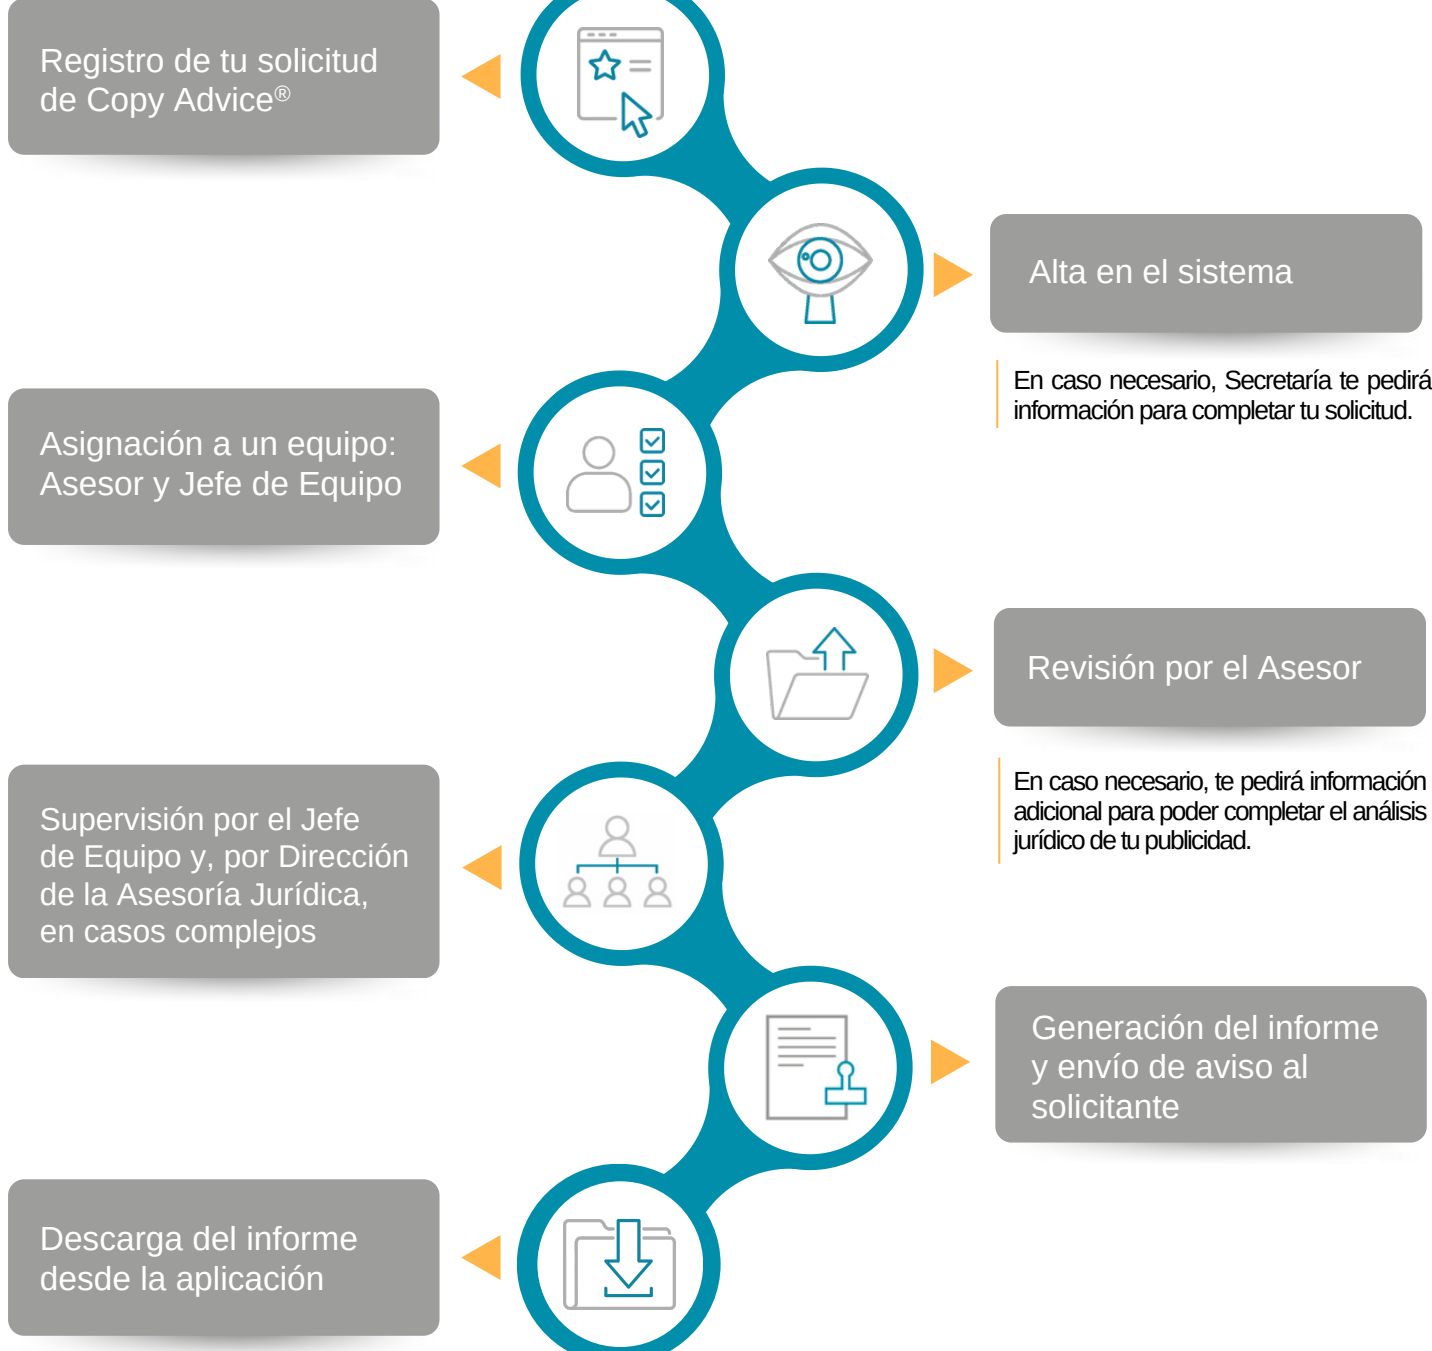 Registro de tu solicitud
de Copy Advice®
Alta en el sistema
En caso necesario, Secretaría te pedirá
información para completar tu solicitud.
Asignación a un equipo:
Asesor y Jefe de Equipo
Revisión por el Asesor
En caso necesario, te pedirá información
adicional para poder completar el análisis
jurídico de tu publicidad.
Supervisión por el Jefe
de Equipo y, por Dirección
de la Asesoría Jurídica,
en casos complejos
Generación del informe
y envío de aviso al
solicitante
Descarga del informe
desde la aplicación